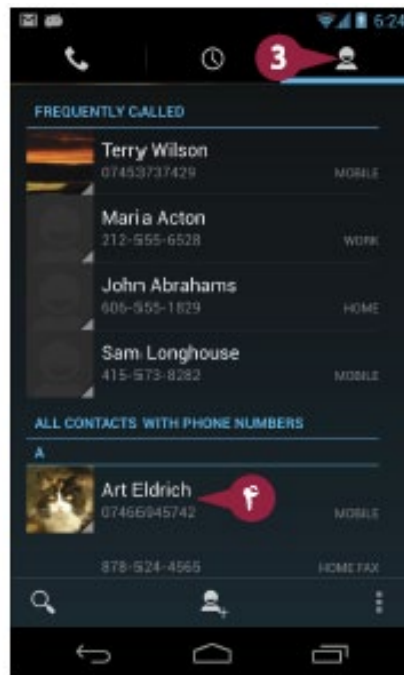 6:24
3
FREQUENTLY CALLED
Terry Wilson
07453737429 MOBILE
Maria Acton
212-555-6528 WORK
John Abrahams
606-555-1829 HOME
Sam Longhouse
415-573-8282 MOBILE
ALL CONTACTS WITH PHONE NUMBERS
A
Art Eldrich
۴
07466945742 MOBILE
878-524-4565 HOME FAX